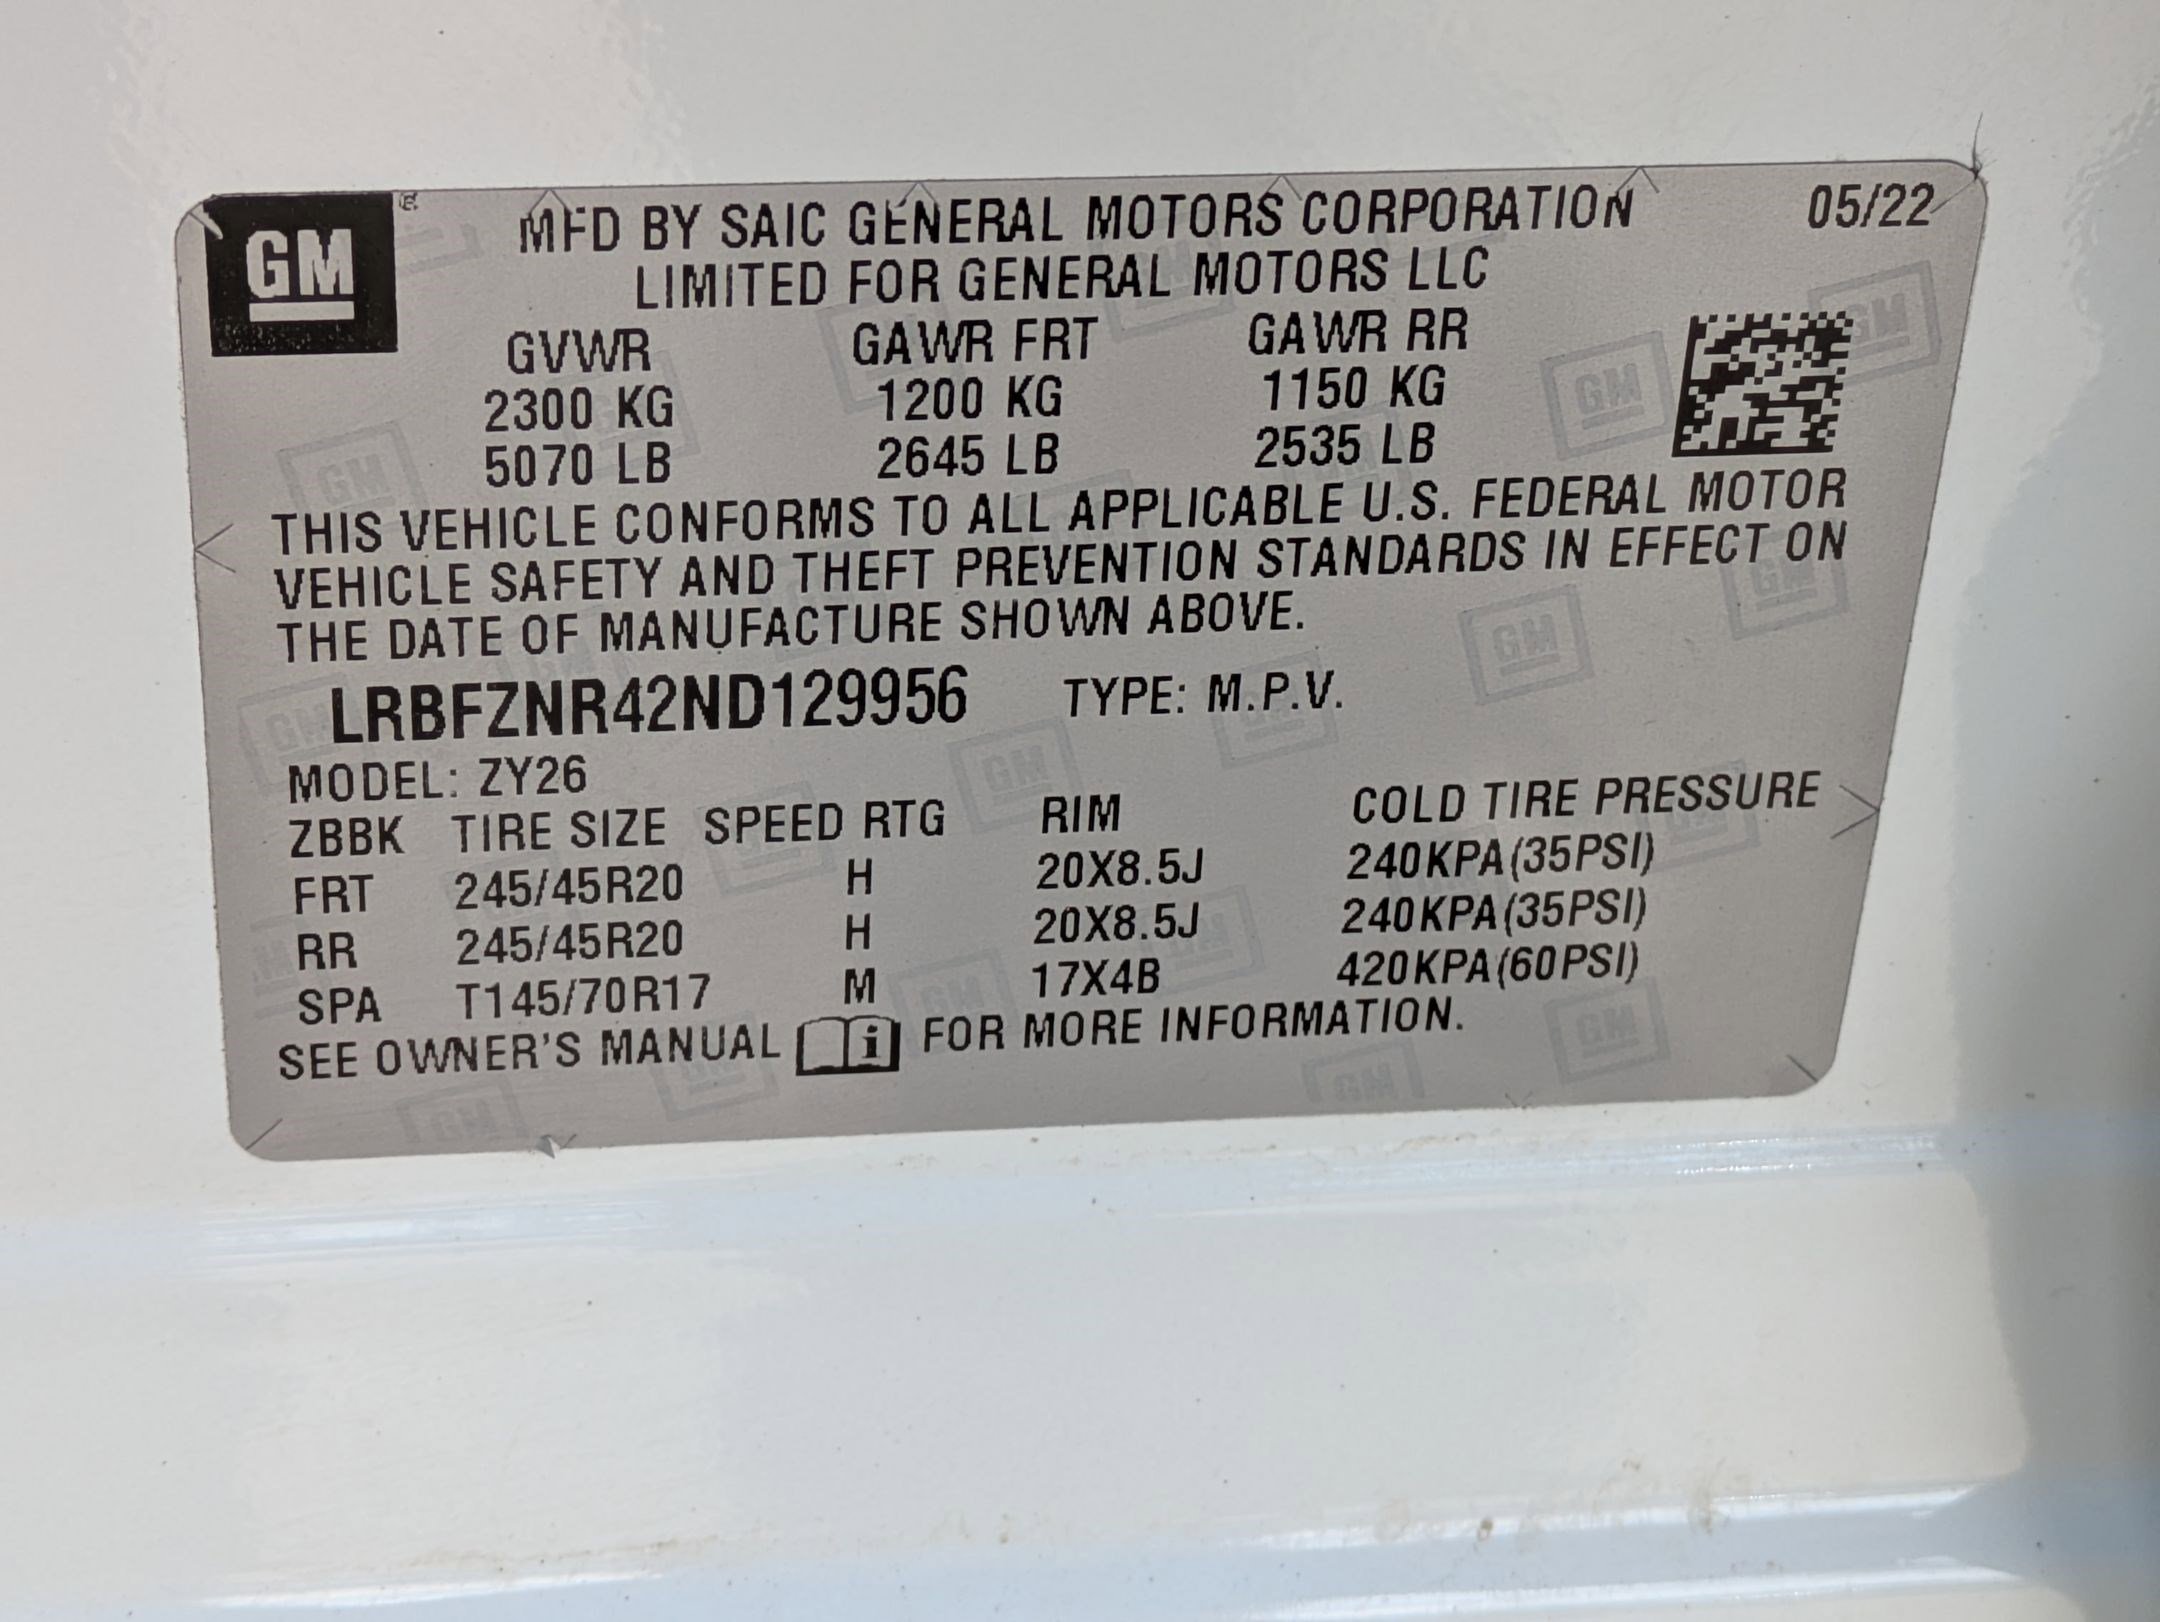 GM
MFD BY SAIC GENERAL MOTORS CORPORATION 05/22
LIMITED FOR GENERAL MOTORS LLC
GVWR GAWR FRT GAWR RR
2300 KG 1200 KG 1150 KG
5070 LB 2645 LB 2535 LB
THIS VEHICLE CONFORMS TO ALL APPLICABLE U.S. FEDERAL MOTOR
VEHICLE SAFETY AND THEFT PREVENTION STANDARDS IN EFFECT ON
THE DATE OF MANUFACTURE SHOWN ABOVE.
LRBFZNR42ND129956 TYPE: M.P.V.
MODEL: ZY26
ZBBK TIRE SIZE SPEED RTG RIM COLD TIRE PRESSURE
FRT 245/45R20 H 20X8.5J 240KPA(35PSI)
RR 245/45R20 H 20X8.5J 240KPA(35PSI)
SPA T145/70R17 M 17X4B 420KPA(60PSI)
SEE OWNER'S MANUAL i FOR MORE INFORMATION.